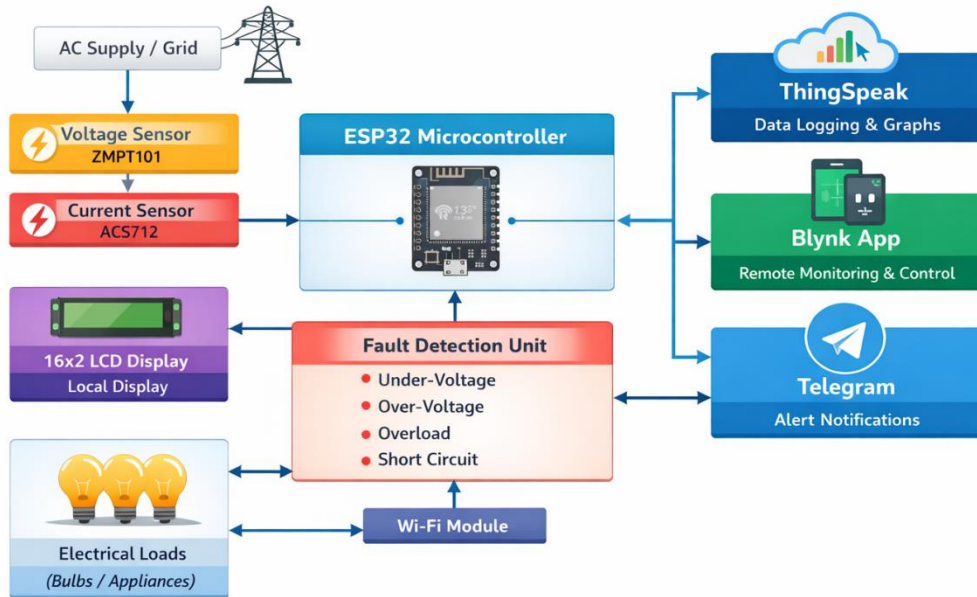 AC Supply / Grid
Voltage Sensor
ZMPT101
Current Sensor
ACS712
ESP32 Microcontroller
ThingSpeak
Data Logging & Graphs
Blynk App
Remote Monitoring & Control
16x2 LCD Display
Local Display
Fault Detection Unit
Under-Voltage
Over-Voltage
Overload
Short Circuit
Telegram
Alert Notifications
Wi-Fi Module
Electrical Loads
(Bulbs / Appliances)